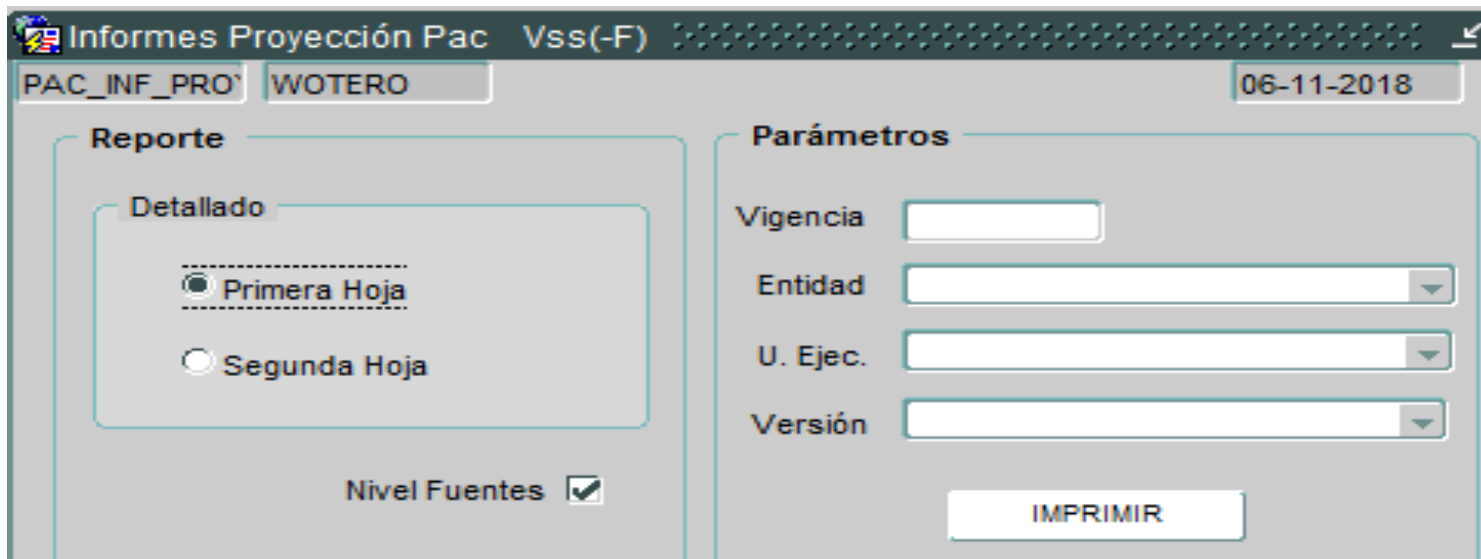 Informes Proyección Pac Vss(-F)
PAC_INF_PRO WOTERO 06-11-2018
Reporte
Detallado
Primera Hoja
Segunda Hoja
Nivel Fuentes
Parámetros
Vigencia
Entidad
U. Ejec.
Versión
IMPRIMIR